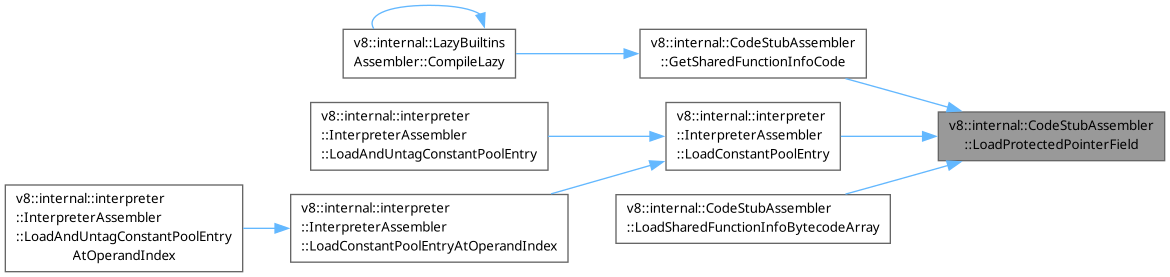 v8::internal::LazyBuiltins
Assembler::CompileLazy
v8::internal::CodeStubAssembler
::GetSharedFunctionInfoCode
v8::internal::interpreter
::InterpreterAssembler
::LoadAndUntagConstantPoolEntry
v8::internal::interpreter
::InterpreterAssembler
::LoadConstantPoolEntry
v8::internal::CodeStubAssembler
::LoadProtectedPointerField
v8::internal::interpreter
::InterpreterAssembler
::LoadAndUntagConstantPoolEntry
AtOperandIndex
v8::internal::interpreter
::InterpreterAssembler
::LoadConstantPoolEntryAtOperandIndex
v8::internal::CodeStubAssembler
::LoadSharedFunctionInfoBytecodeArray